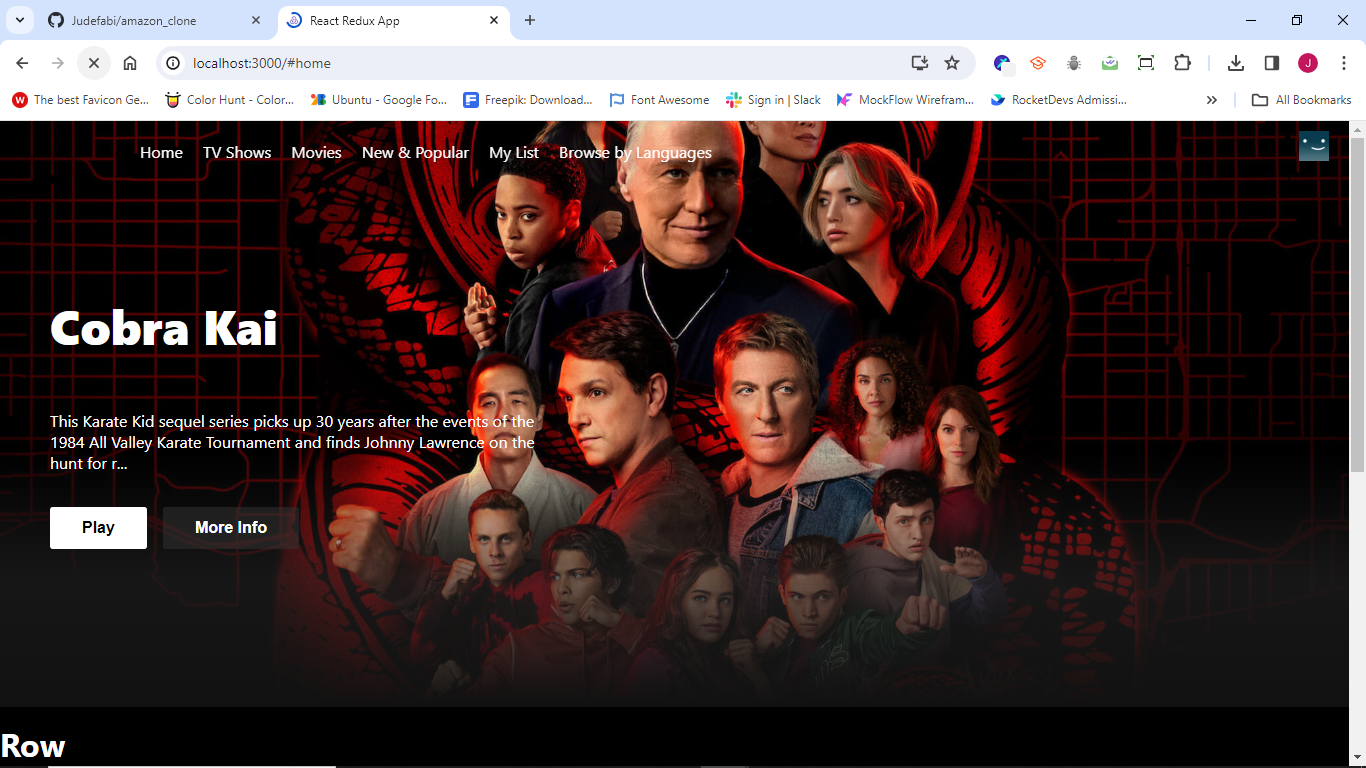 Judefabi/amazon_clone
React Redux App
localhost:3000/#home
J
The best Favicon Ge...
Color Hunt - Color...
Ubuntu - Google Fo...
Freepik: Download...
Font Awesome
Sign in | Slack
MockFlow Wirefram...
RocketDevs Admissi...
All Bookmarks
Home TV Shows Movies New & Popular My List Browse by Languages
Cobra Kai
This Karate Kid sequel series picks up 30 years after the events of the
1984 All Valley Karate Tournament and finds Johnny Lawrence on the
hunt for r...
Play More Info
Row